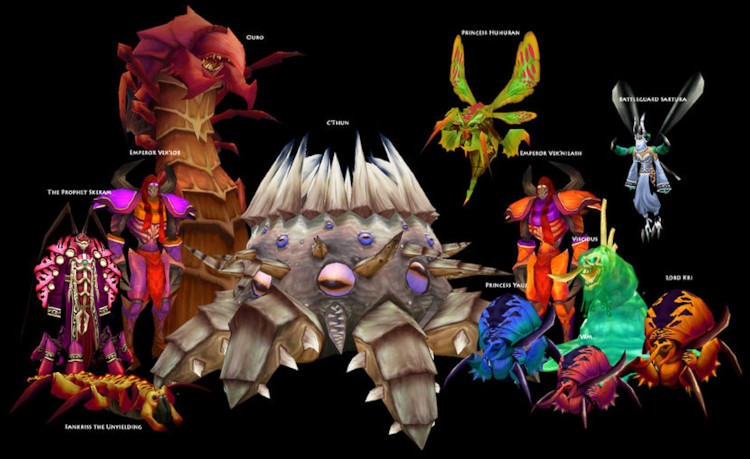 Ouro
Princess Huhuran
Battleguard Sartura
C'Thun
Emperor Vek'lor
Emperor Vek'nilash
The Prophet Skeram
Viscidus
Princess Yauj
Lord Kri
Vem
Fankriss the Unyielding